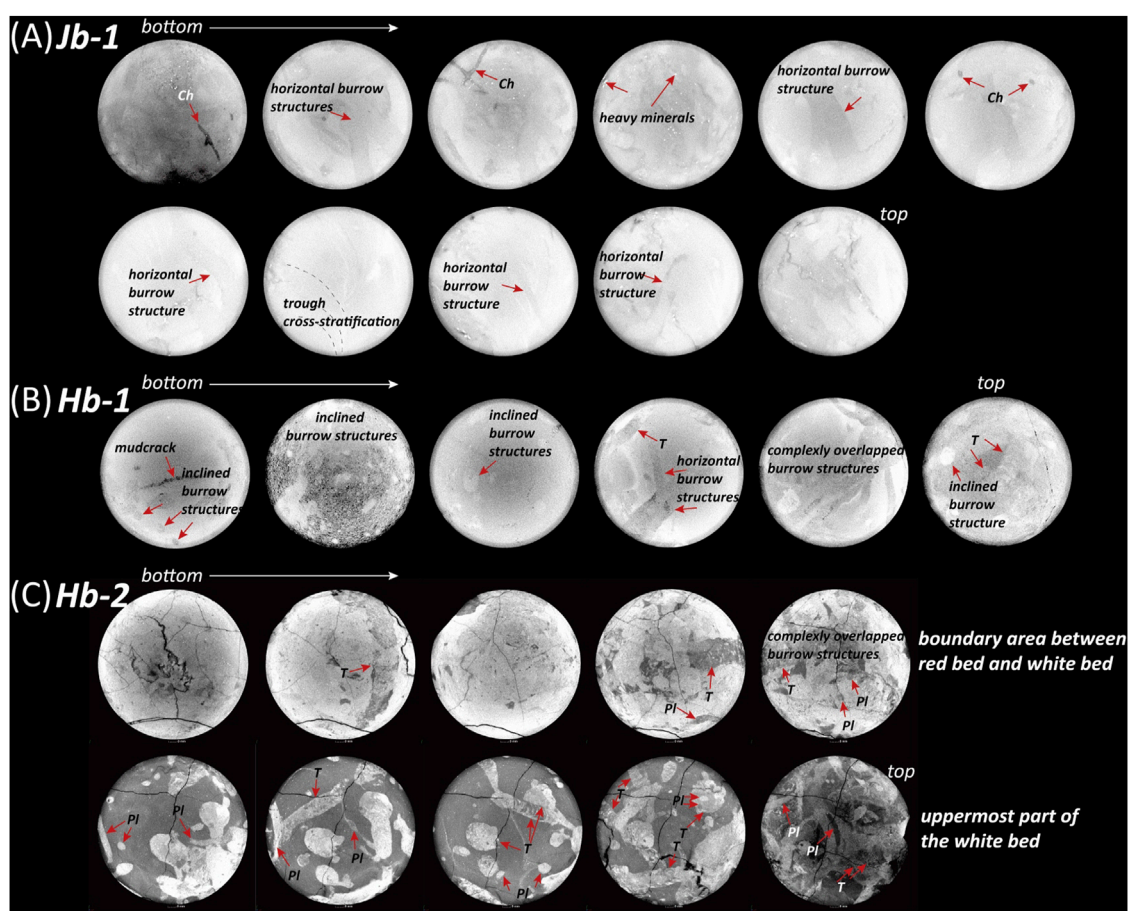 (A) Jb-1
bottom
Ch
horizontal burrow
structures
Ch
heavy minerals
horizontal burrow
structure
Ch
horizontal
burrow
structure
trough
cross-stratification
horizontal
burrow
structure
horizontal
burrow
structure
top
(B) Hb-1
bottom
mudcrack
inclined
burrow
structures
inclined
burrow structures
inclined
burrow
structures
T
horizontal
burrow
structures
complexly overlapped
burrow structures
top
T
inclined
burrow
structure
(C) Hb-2
bottom
T
T
Pl
complexly overlapped
burrow structures
T
Pl
Pl
boundary area between
red bed and white bed
Pl
Pl
T
Pl
Pl
T
Pl
T
Pl
T
T
top
Pl
Pl
T
uppermost part of
the white bed